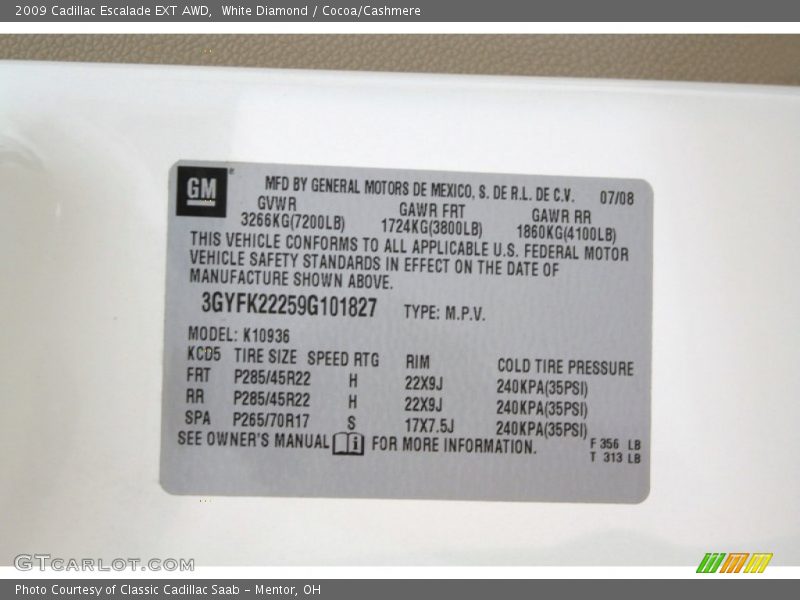 2009 Cadillac Escalade EXT AWD,  White Diamond / Cocoa/Cashmere
GM
MFD BY GENERAL MOTORS DE MEXICO, S. DE R.L. DE C.V. 07/08
GVWR GAWR FRT GAWR RR
3266KG(7200LB) 1724KG(3800LB) 1860KG(4100LB)
THIS VEHICLE CONFORMS TO ALL APPLICABLE U.S. FEDERAL MOTOR
VEHICLE SAFETY STANDARDS IN EFFECT ON THE DATE OF
MANUFACTURE SHOWN ABOVE.
3GYFK22259G101827 TYPE: M.P.V.
MODEL: K10936
KCD5 TIRE SIZE SPEED RTG RIM COLD TIRE PRESSURE
FRT P285/45R22 H 22X9J 240KPA(35PSI)
RR P285/45R22 H 22X9J 240KPA(35PSI)
SPA P265/70R17 S 17X7.5J 240KPA(35PSI)
SEE OWNER'S MANUAL i FOR MORE INFORMATION.
F 356 LB
T 313 LB
GTcarlot.com
Photo Courtesy of Classic Cadillac Saab - Mentor, OH